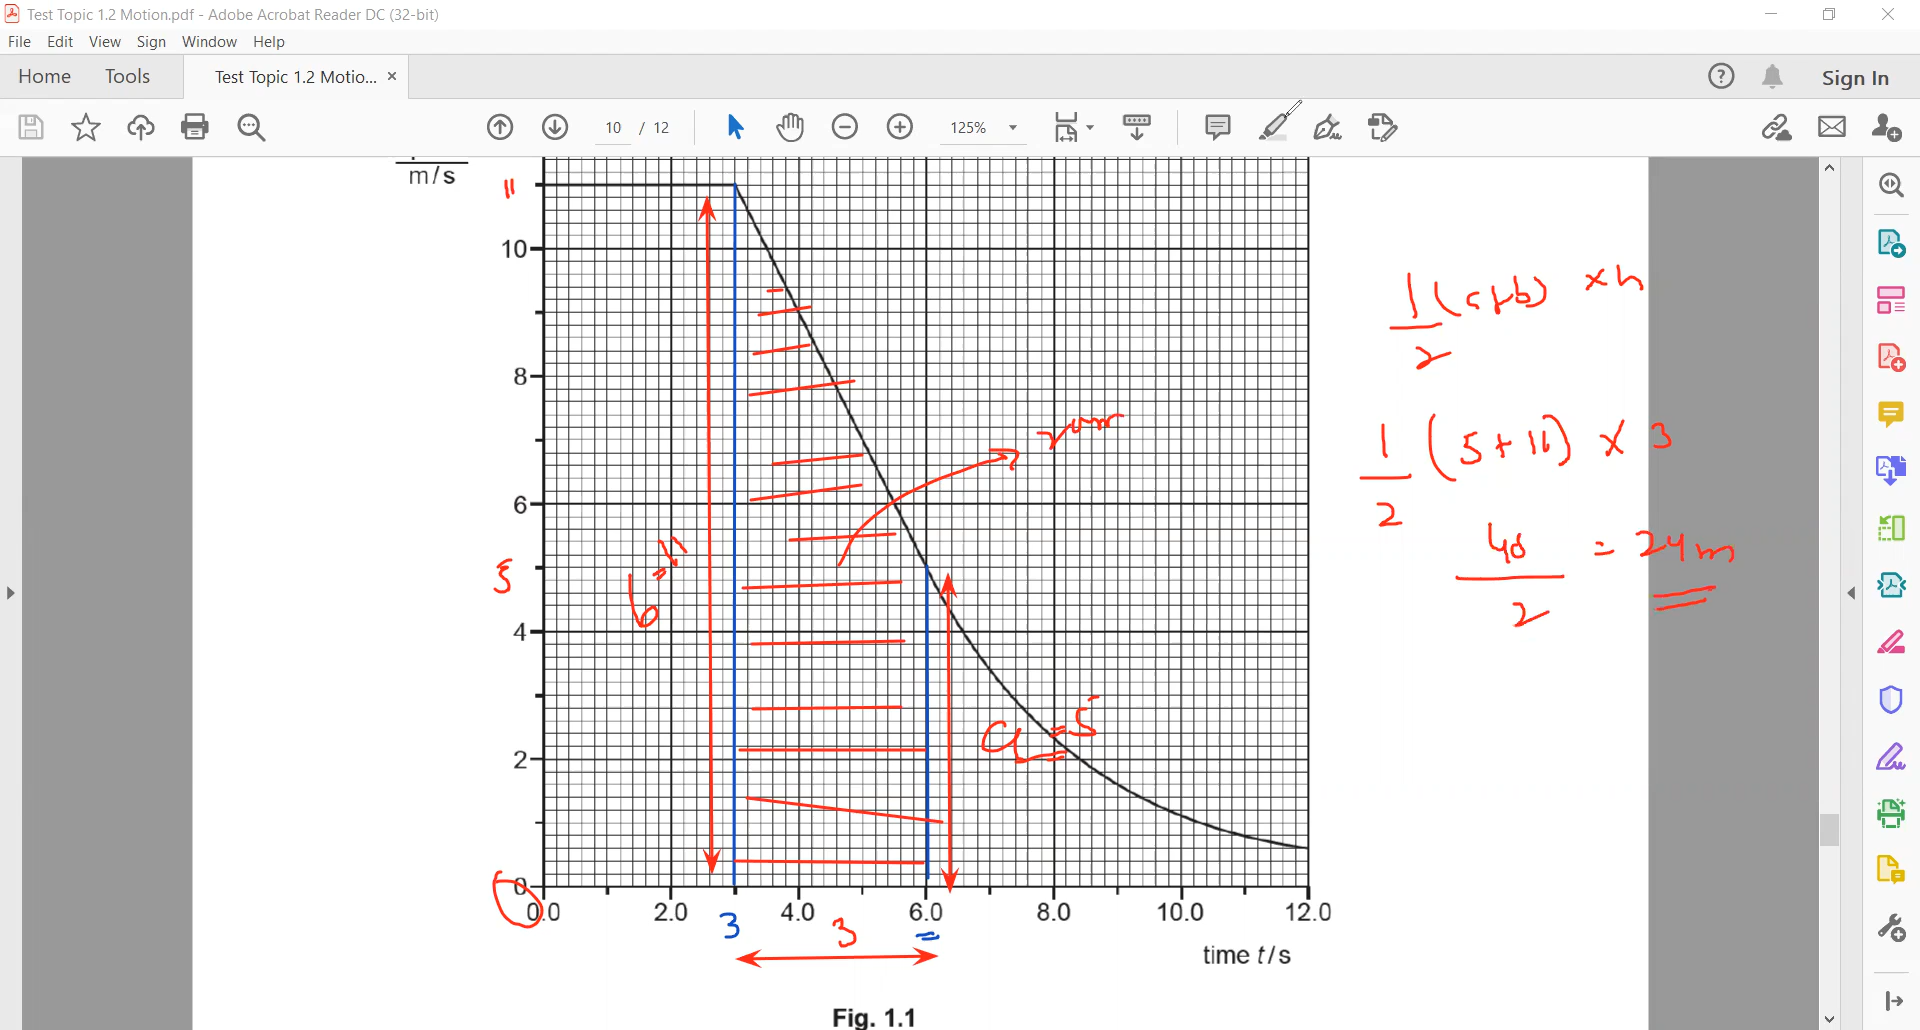 Test Topic 1.2 Motion.pdf - Adobe Acrobat Reader DC (32-bit)
File Edit View Sign Window Help
Home Tools Test Topic 1.2 Motio... × Sign In
10 / 12 125%
m/s
11
10
8
6
5
4
2
0
0.0 2.0 4.0 6.0 8.0 10.0 12.0
3 3 =
time t/s
Fig. 1.1
b = 11
a = 5
1/2 (a+b) × h
1/2 (5+11) × 3
48/2 = 24 m